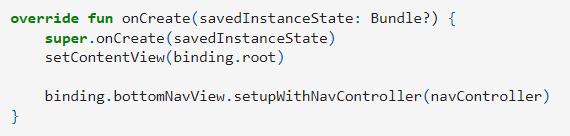 override fun onCreate(savedInstanceState: Bundle?) {
    super.onCreate(savedInstanceState)
    setContentView(binding.root)

    binding.bottomNavView.setupWithNavController(navController)
}